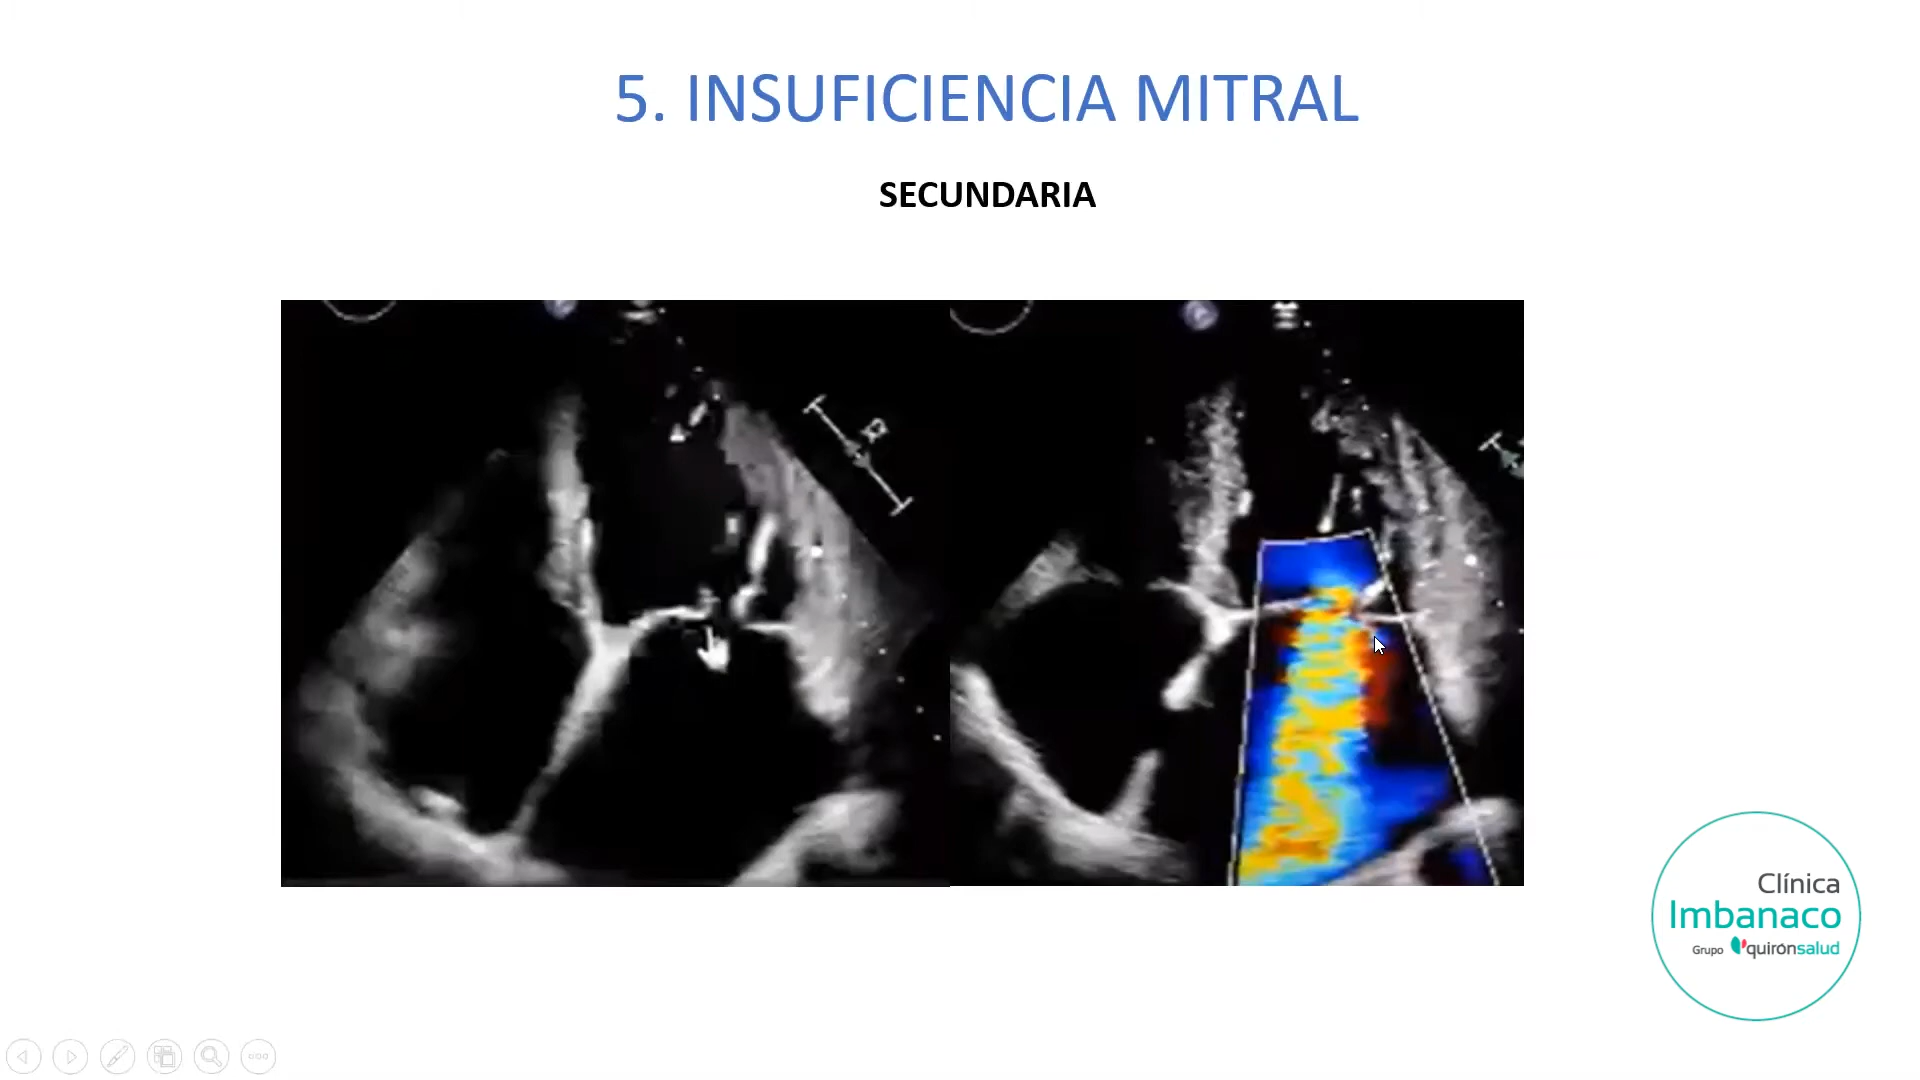 5. INSUFICIENCIA MITRAL
SECUNDARIA
Clínica
Imbanaco
Grupo quirónsalud